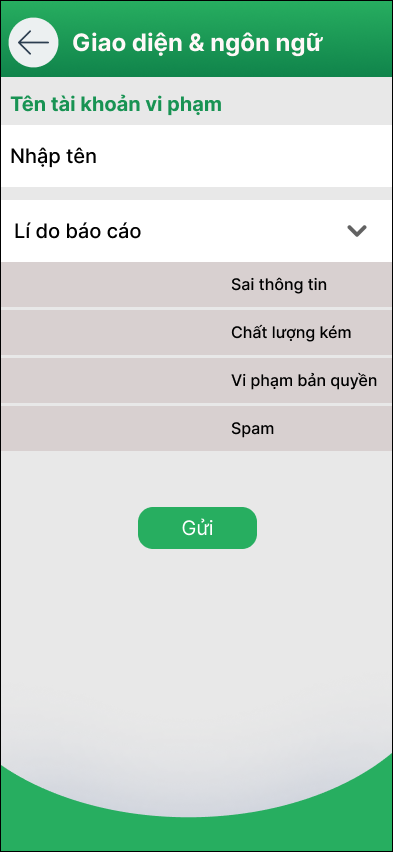 Giao diện & ngôn ngữ
Tên tài khoản vi phạm
Nhập tên
Lí do báo cáo
Sai thông tin
Chất lượng kém
Vi phạm bản quyền
Spam
Gửi